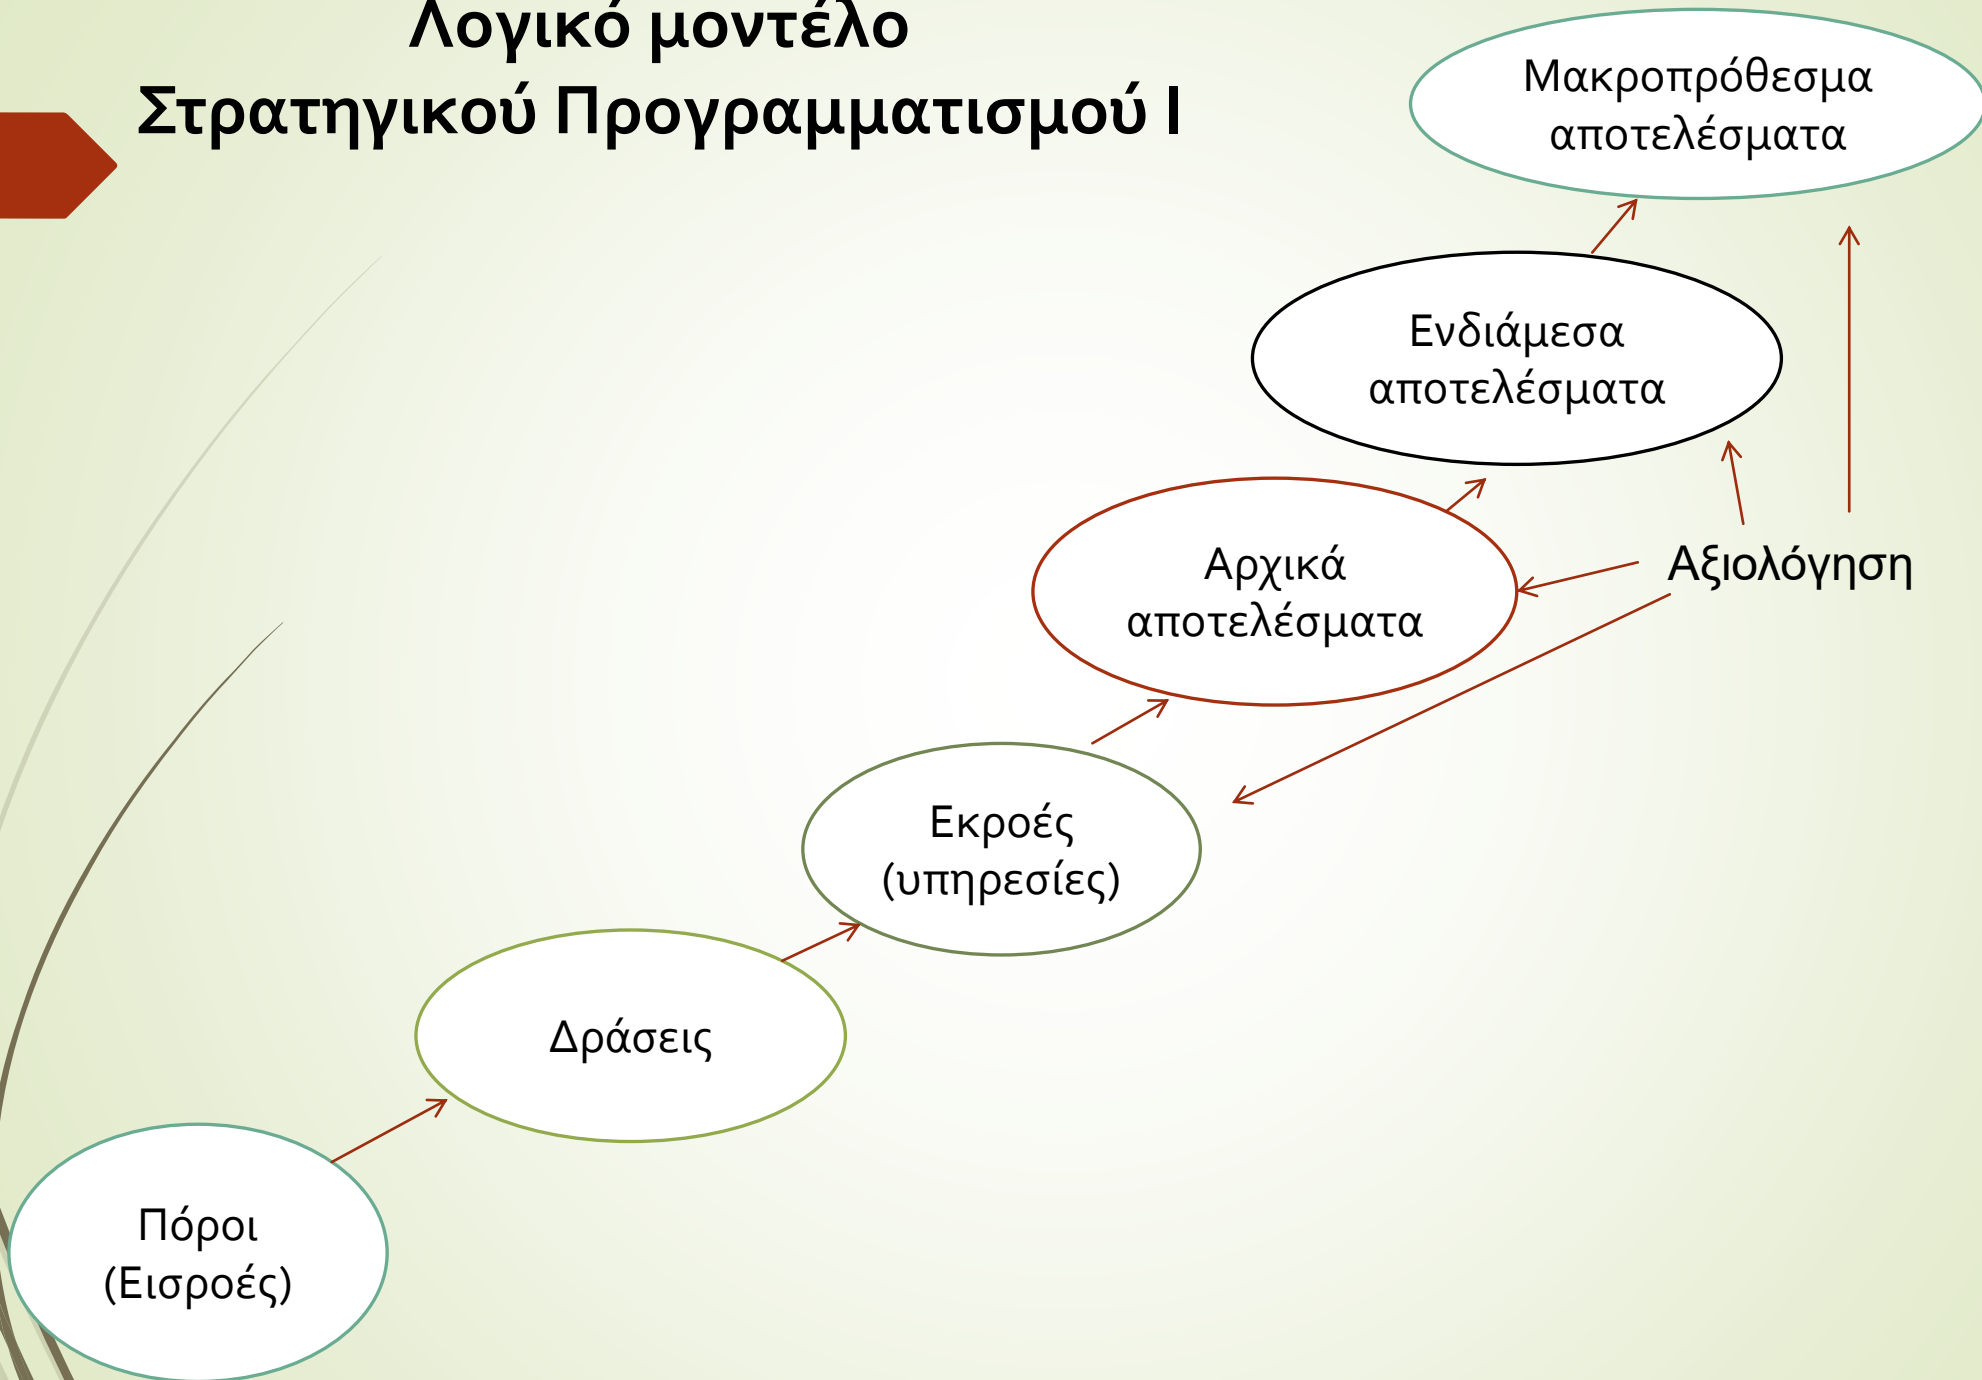 Λογικό μοντέλο
Στρατηγικού Προγραμματισμού Ι
Μακροπρόθεσμα
αποτελέσματα
Ενδιάμεσα
αποτελέσματα
Αρχικά
αποτελέσματα
Αξιολόγηση
Εκροές
(υπηρεσίες)
Δράσεις
Πόροι
(Εισροές)